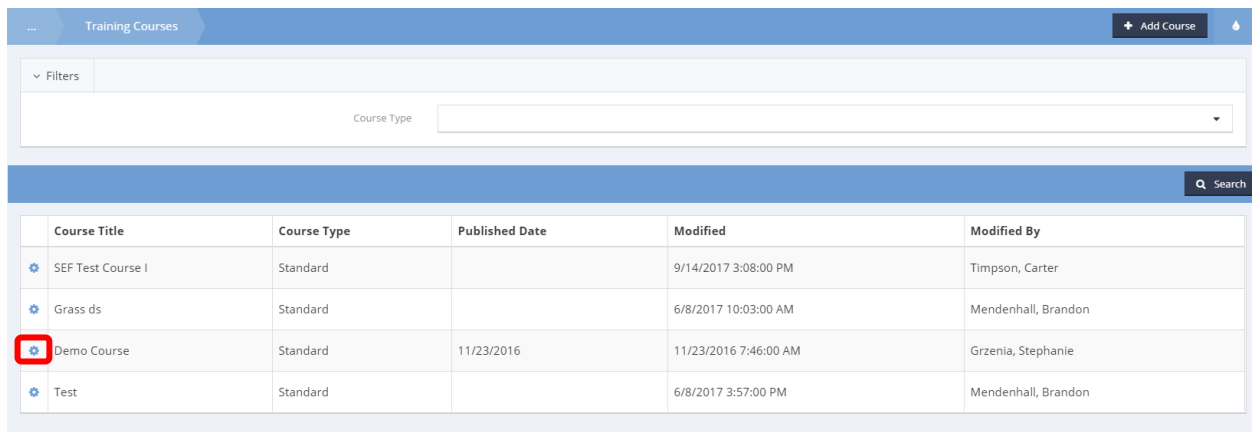 ... Training Courses + Add Course
Filters
Course Type
Search
Course Title Course Type Published Date Modified Modified By
SEF Test Course I Standard 9/14/2017 3:08:00 PM Timpson, Carter
Grass ds Standard 6/8/2017 10:03:00 AM Mendenhall, Brandon
Demo Course Standard 11/23/2016 11/23/2016 7:46:00 AM Grzenia, Stephanie
Test Standard 6/8/2017 3:57:00 PM Mendenhall, Brandon